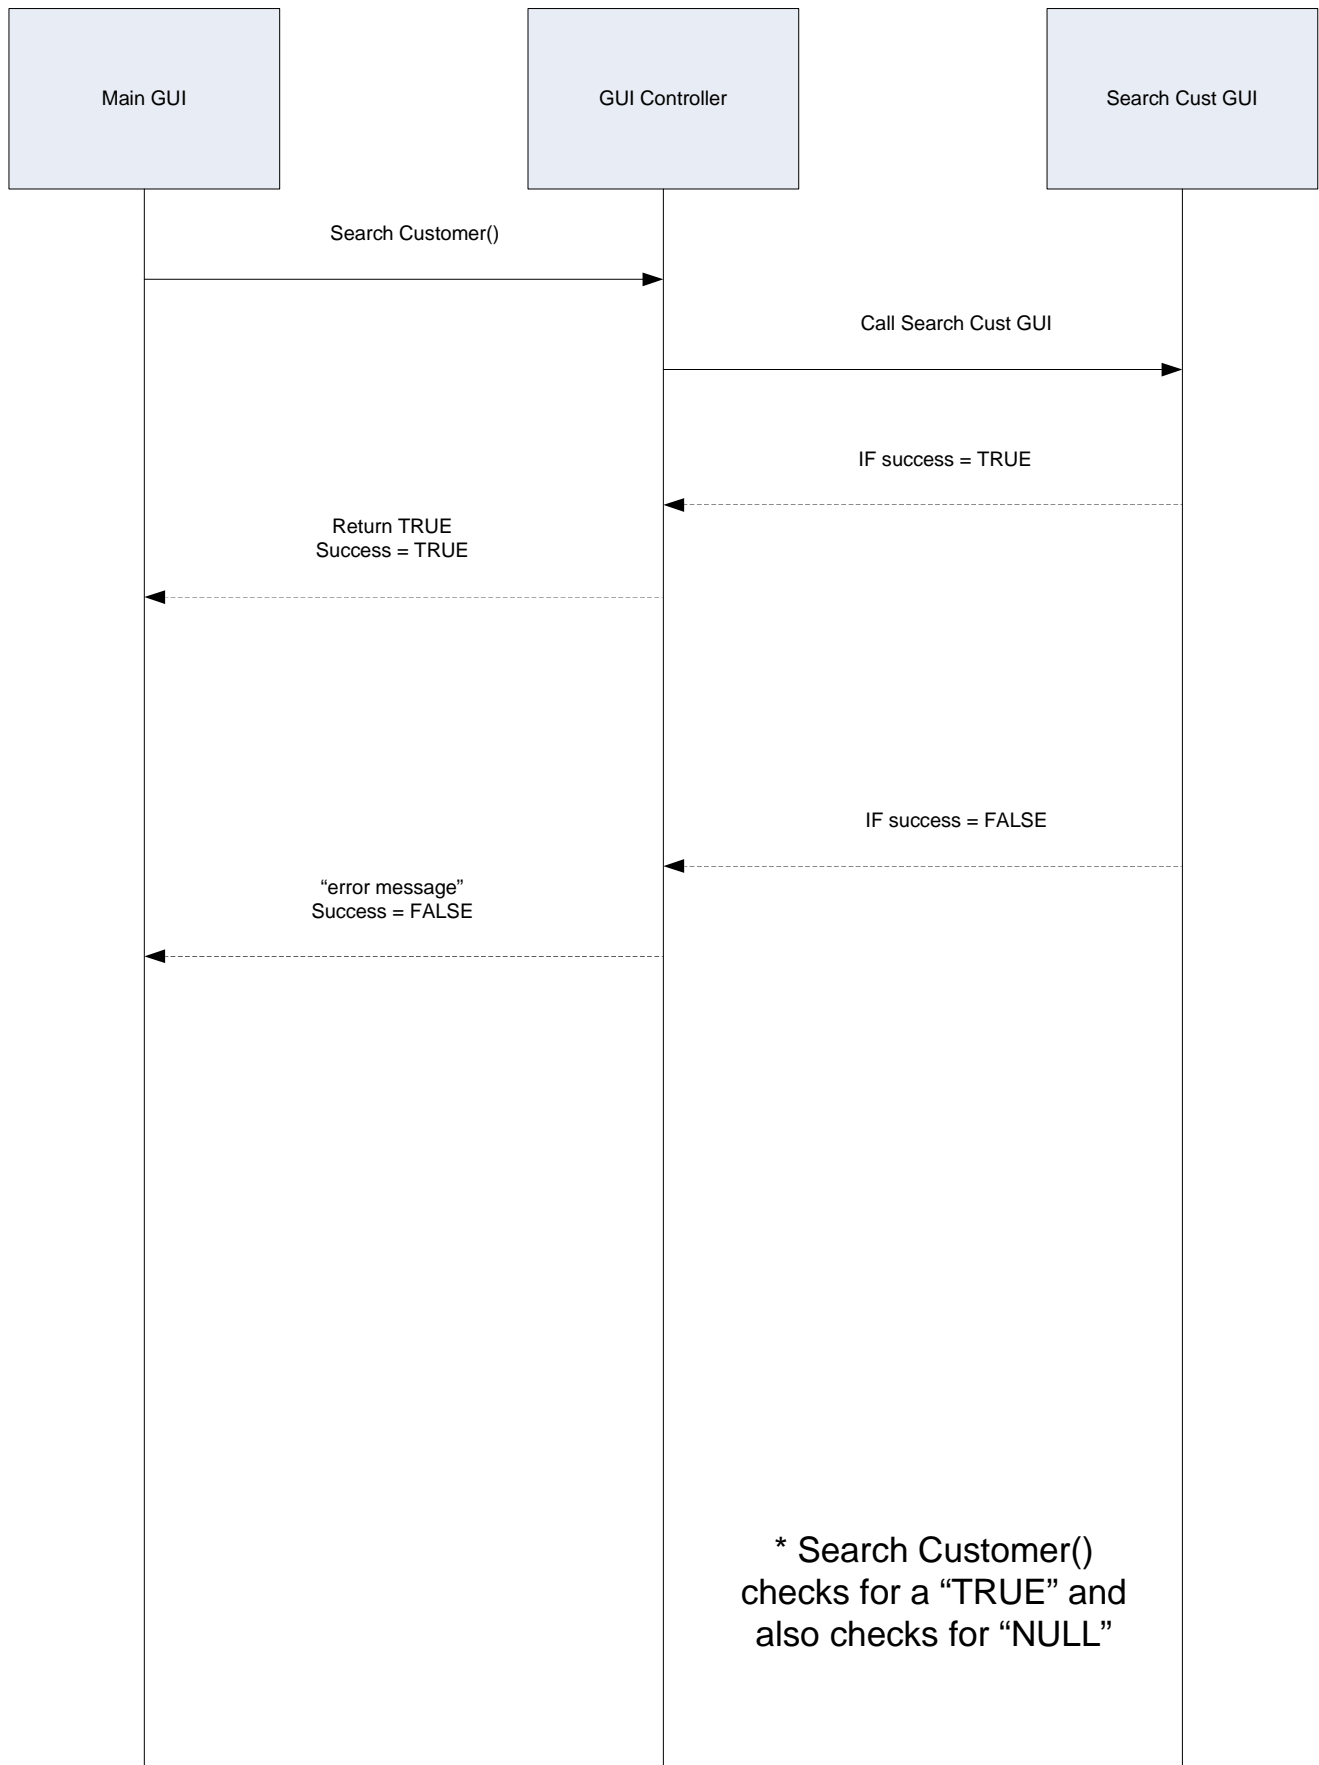 Main GUI
GUI Controller
Search Cust GUI
Search Customer()
Call Search Cust GUI
IF success = TRUE
Return TRUE
Success = TRUE
IF success = FALSE
“error message”
Success = FALSE
* Search Customer()
checks for a “TRUE” and
also checks for “NULL”